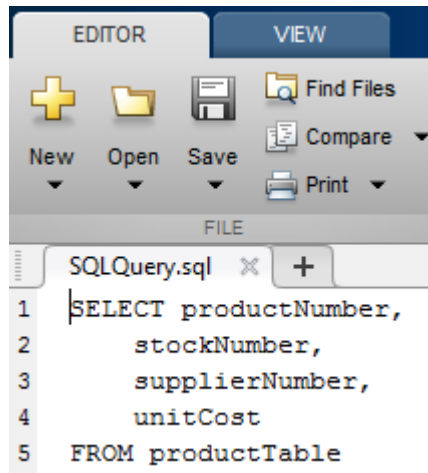 EDITOR VIEW
Find Files
Compare
New Open Save
Print
FILE
SQLQuery.sql
1 SELECT productNumber,
2 stockNumber,
3 supplierNumber,
4 unitCost
5 FROM productTable